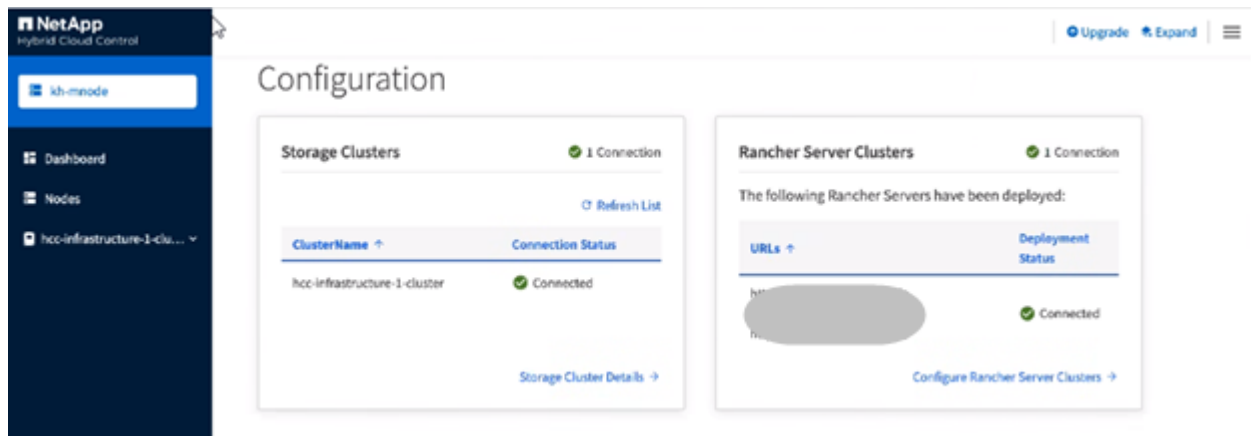 NetApp
Hybrid Cloud Control
Upgrade Expand
kh-mnode
Dashboard
Nodes
hcc-infrastructure-1-clu...
Configuration
Storage Clusters
1 Connection
Refresh List
ClusterName ↑ Connection Status
hcc-infrastructure-1-cluster Connected
Storage Cluster Details →
Rancher Server Clusters
1 Connection
The following Rancher Servers have been deployed:
URLs ↑ Deployment
Status
Connected
Configure Rancher Server Clusters →